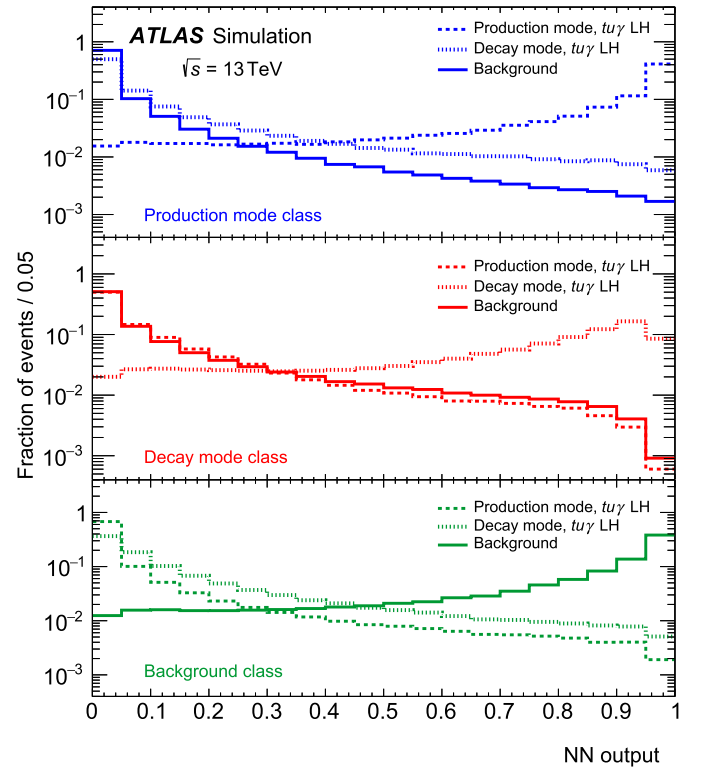 ATLAS Simulation
√s = 13 TeV
Production mode, tuγ LH
Decay mode, tuγ LH
Background
1
10⁻¹
10⁻²
10⁻³
Production mode class
Production mode, tuγ LH
Decay mode, tuγ LH
Background
1
10⁻¹
10⁻²
10⁻³
Decay mode class
Fraction of events / 0.05
Production mode, tuγ LH
Decay mode, tuγ LH
Background
1
10⁻¹
10⁻²
10⁻³
Background class
0 0.1 0.2 0.3 0.4 0.5 0.6 0.7 0.8 0.9 1
NN output